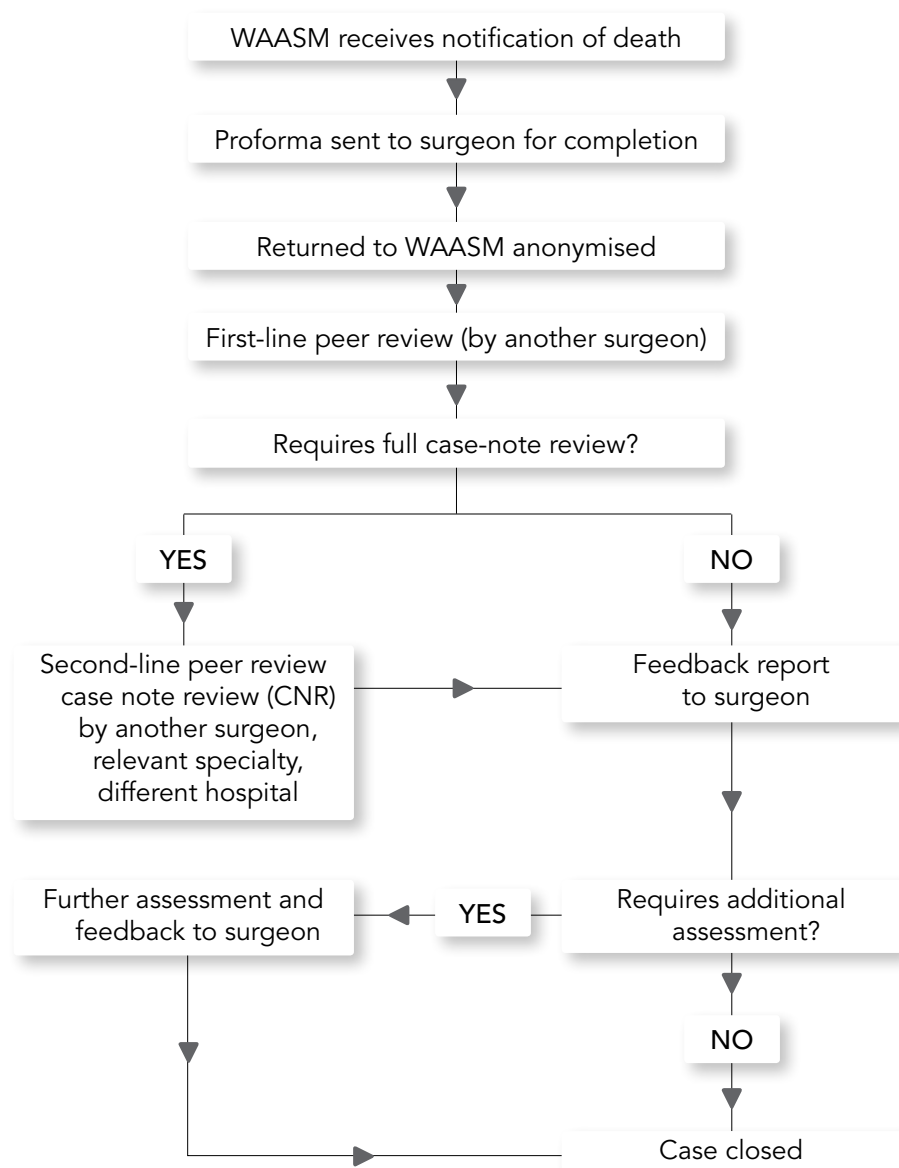 WAASM receives notification of death
Proforma sent to surgeon for completion
Returned to WAASM anonymised
First-line peer review (by another surgeon)
Requires full case-note review?
YES
NO
Second-line peer review
case note review (CNR)
by another surgeon,
relevant specialty,
different hospital
Feedback report
to surgeon
Further assessment and
feedback to surgeon
YES
Requires additional
assessment?
NO
Case closed